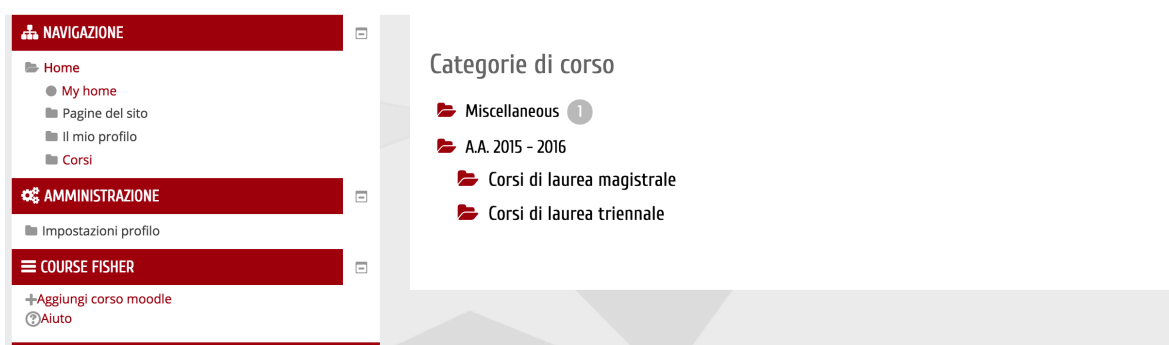 NAVIGAZIONE
Home
My home
Pagine del sito
Il mio profilo
Corsi
AMMINISTRAZIONE
Impostazioni profilo
COURSE FISHER
Aggiungi corso moodle
Aiuto
Categorie di corso
Miscellaneous 1
A.A. 2015 - 2016
Corsi di laurea magistrale
Corsi di laurea triennale